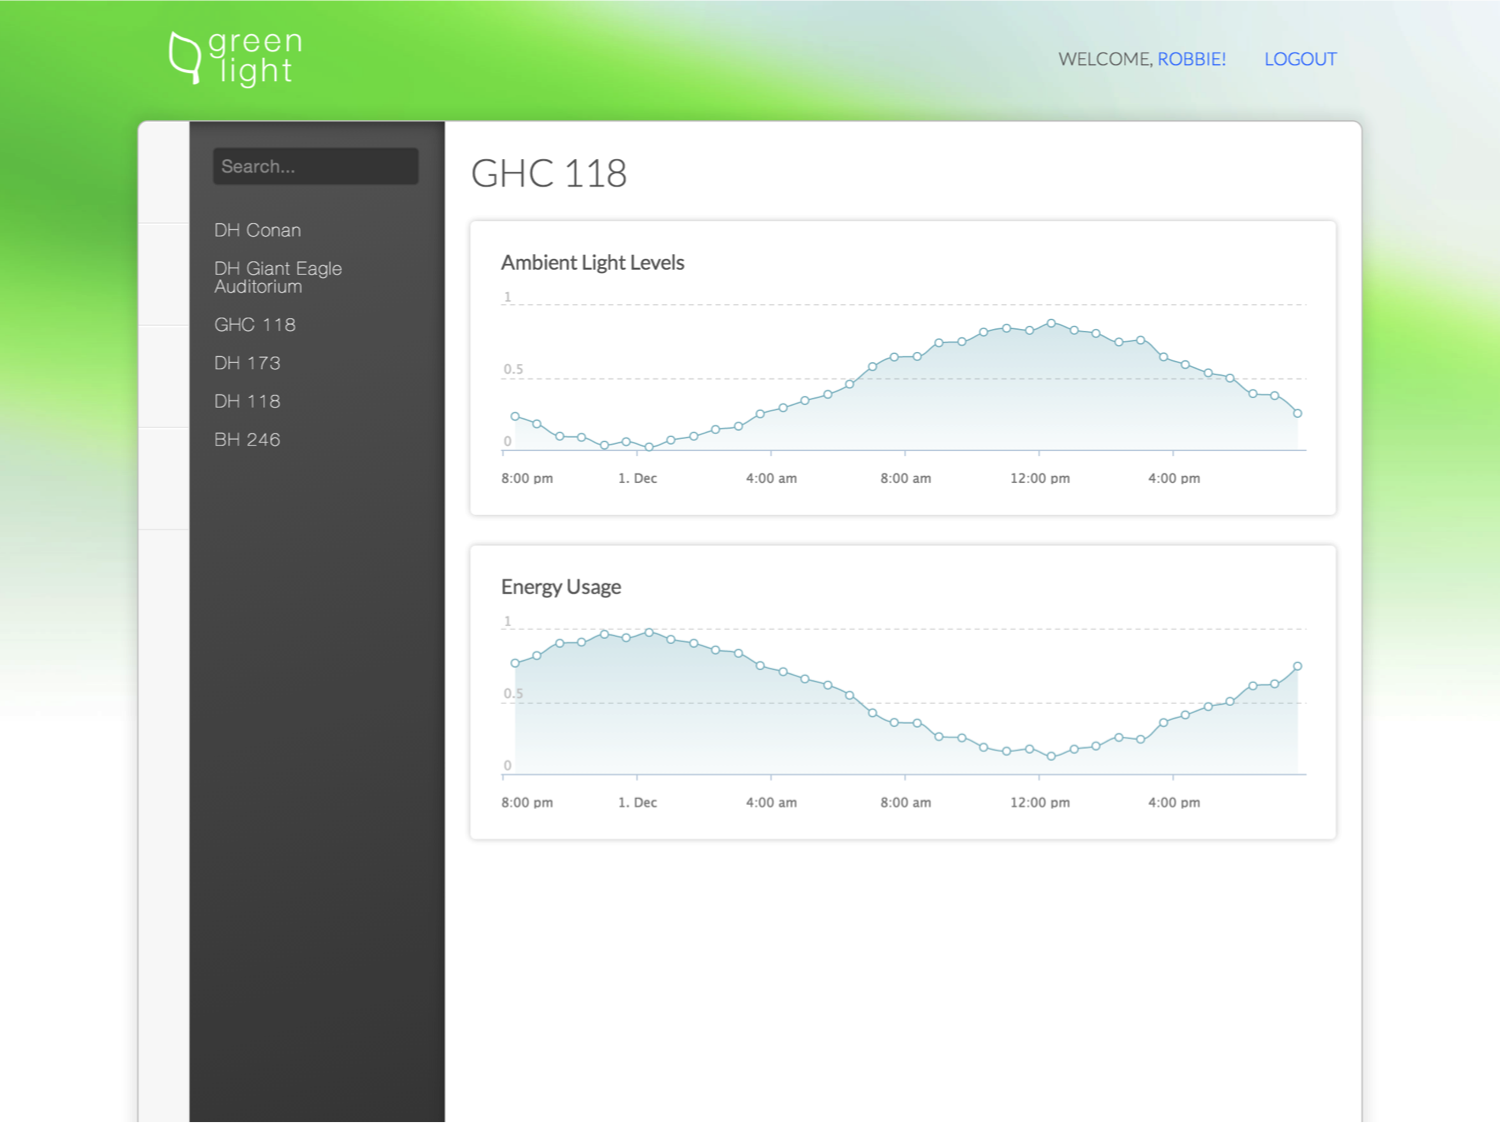 green
light
WELCOME, ROBBIE!
LOGOUT
Search...
DH Conan
DH Giant Eagle
Auditorium
GHC 118
DH 173
DH 118
BH 246
GHC 118
Ambient Light Levels
1
0.5
0
8:00 pm
1. Dec
4:00 am
8:00 am
12:00 pm
4:00 pm
Energy Usage
1
0.5
0
8:00 pm
1. Dec
4:00 am
8:00 am
12:00 pm
4:00 pm